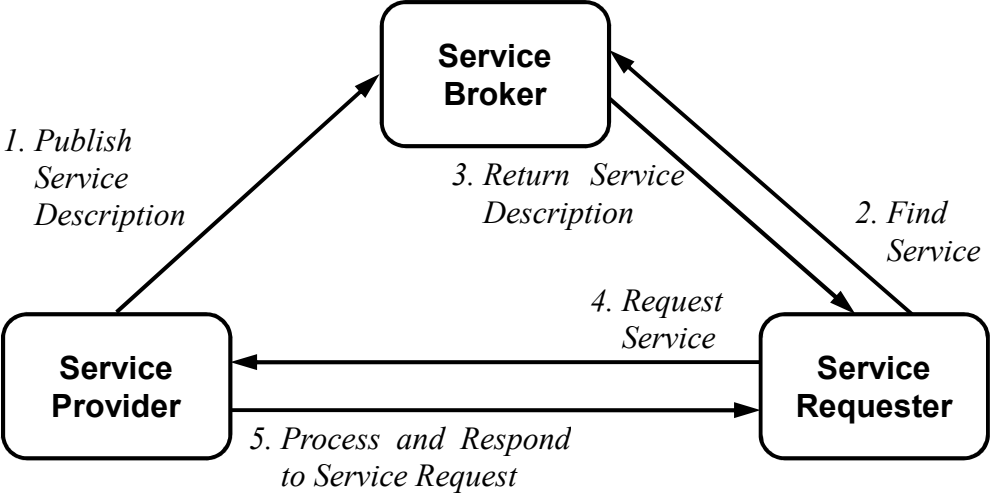 Service
Broker
1. Publish
Service
Description
3. Return Service
Description
2. Find
Service
4. Request
Service
Service
Provider
Service
Requester
5. Process and Respond
to Service Request